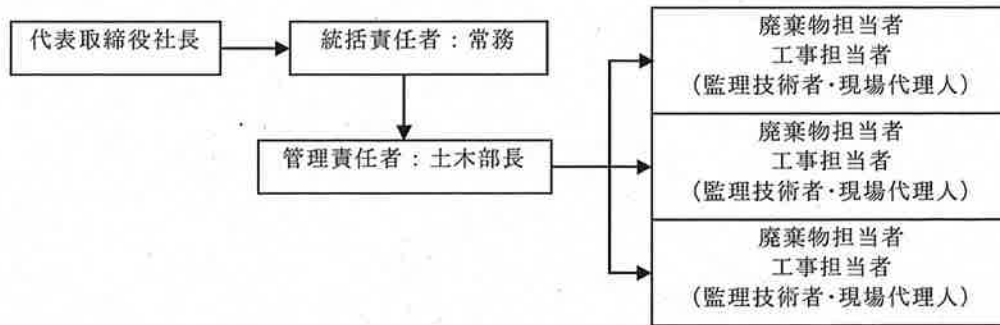 代表取締役社長
統括責任者：常務
管理責任者：土木部長
廃棄物担当者
工事担当者
（監理技術者・現場代理人）
廃棄物担当者
工事担当者
（監理技術者・現場代理人）
廃棄物担当者
工事担当者
（監理技術者・現場代理人）